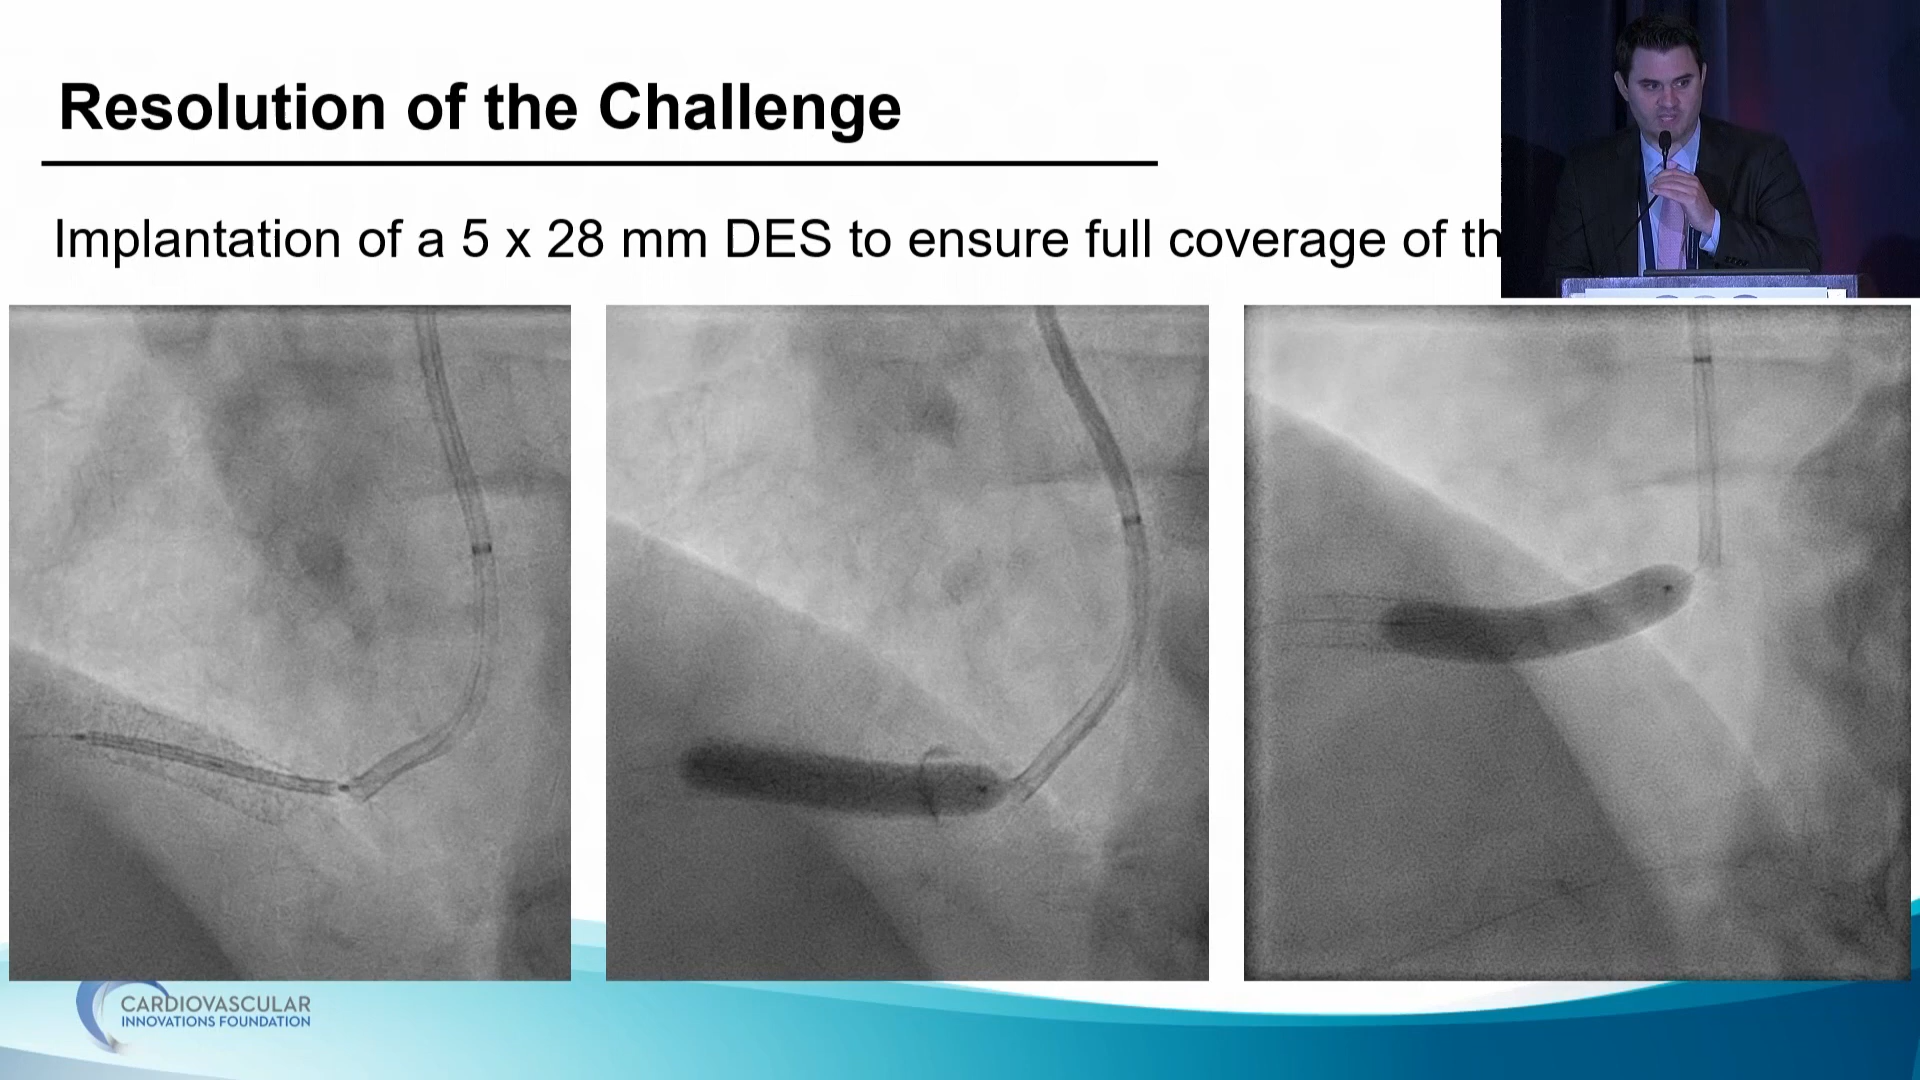 Resolution of the Challenge
Implantation of a 5 x 28 mm DES to ensure full coverage of th
CARDIOVASCULAR
INNOVATIONS FOUNDATION